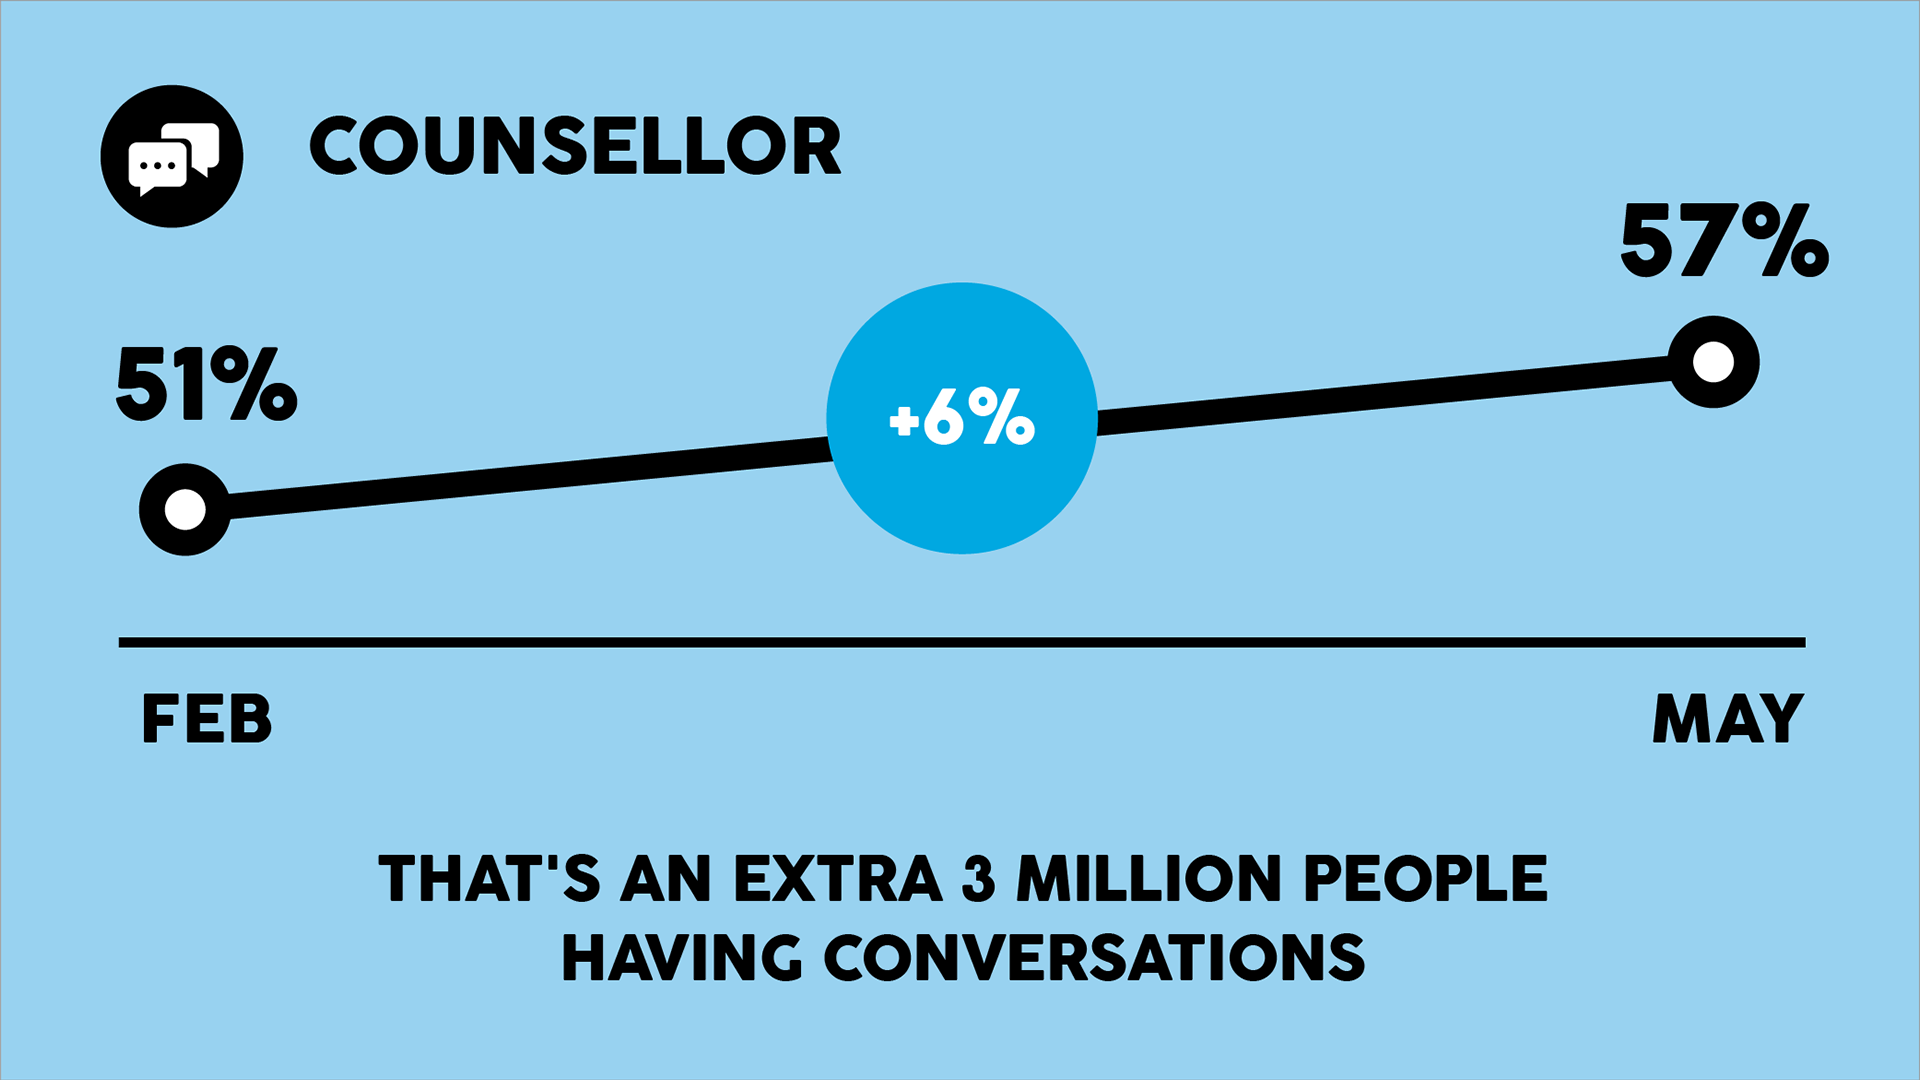 COUNSELLOR
57%
51%
+6%
FEB
MAY
THAT'S AN EXTRA 3 MILLION PEOPLE
HAVING CONVERSATIONS